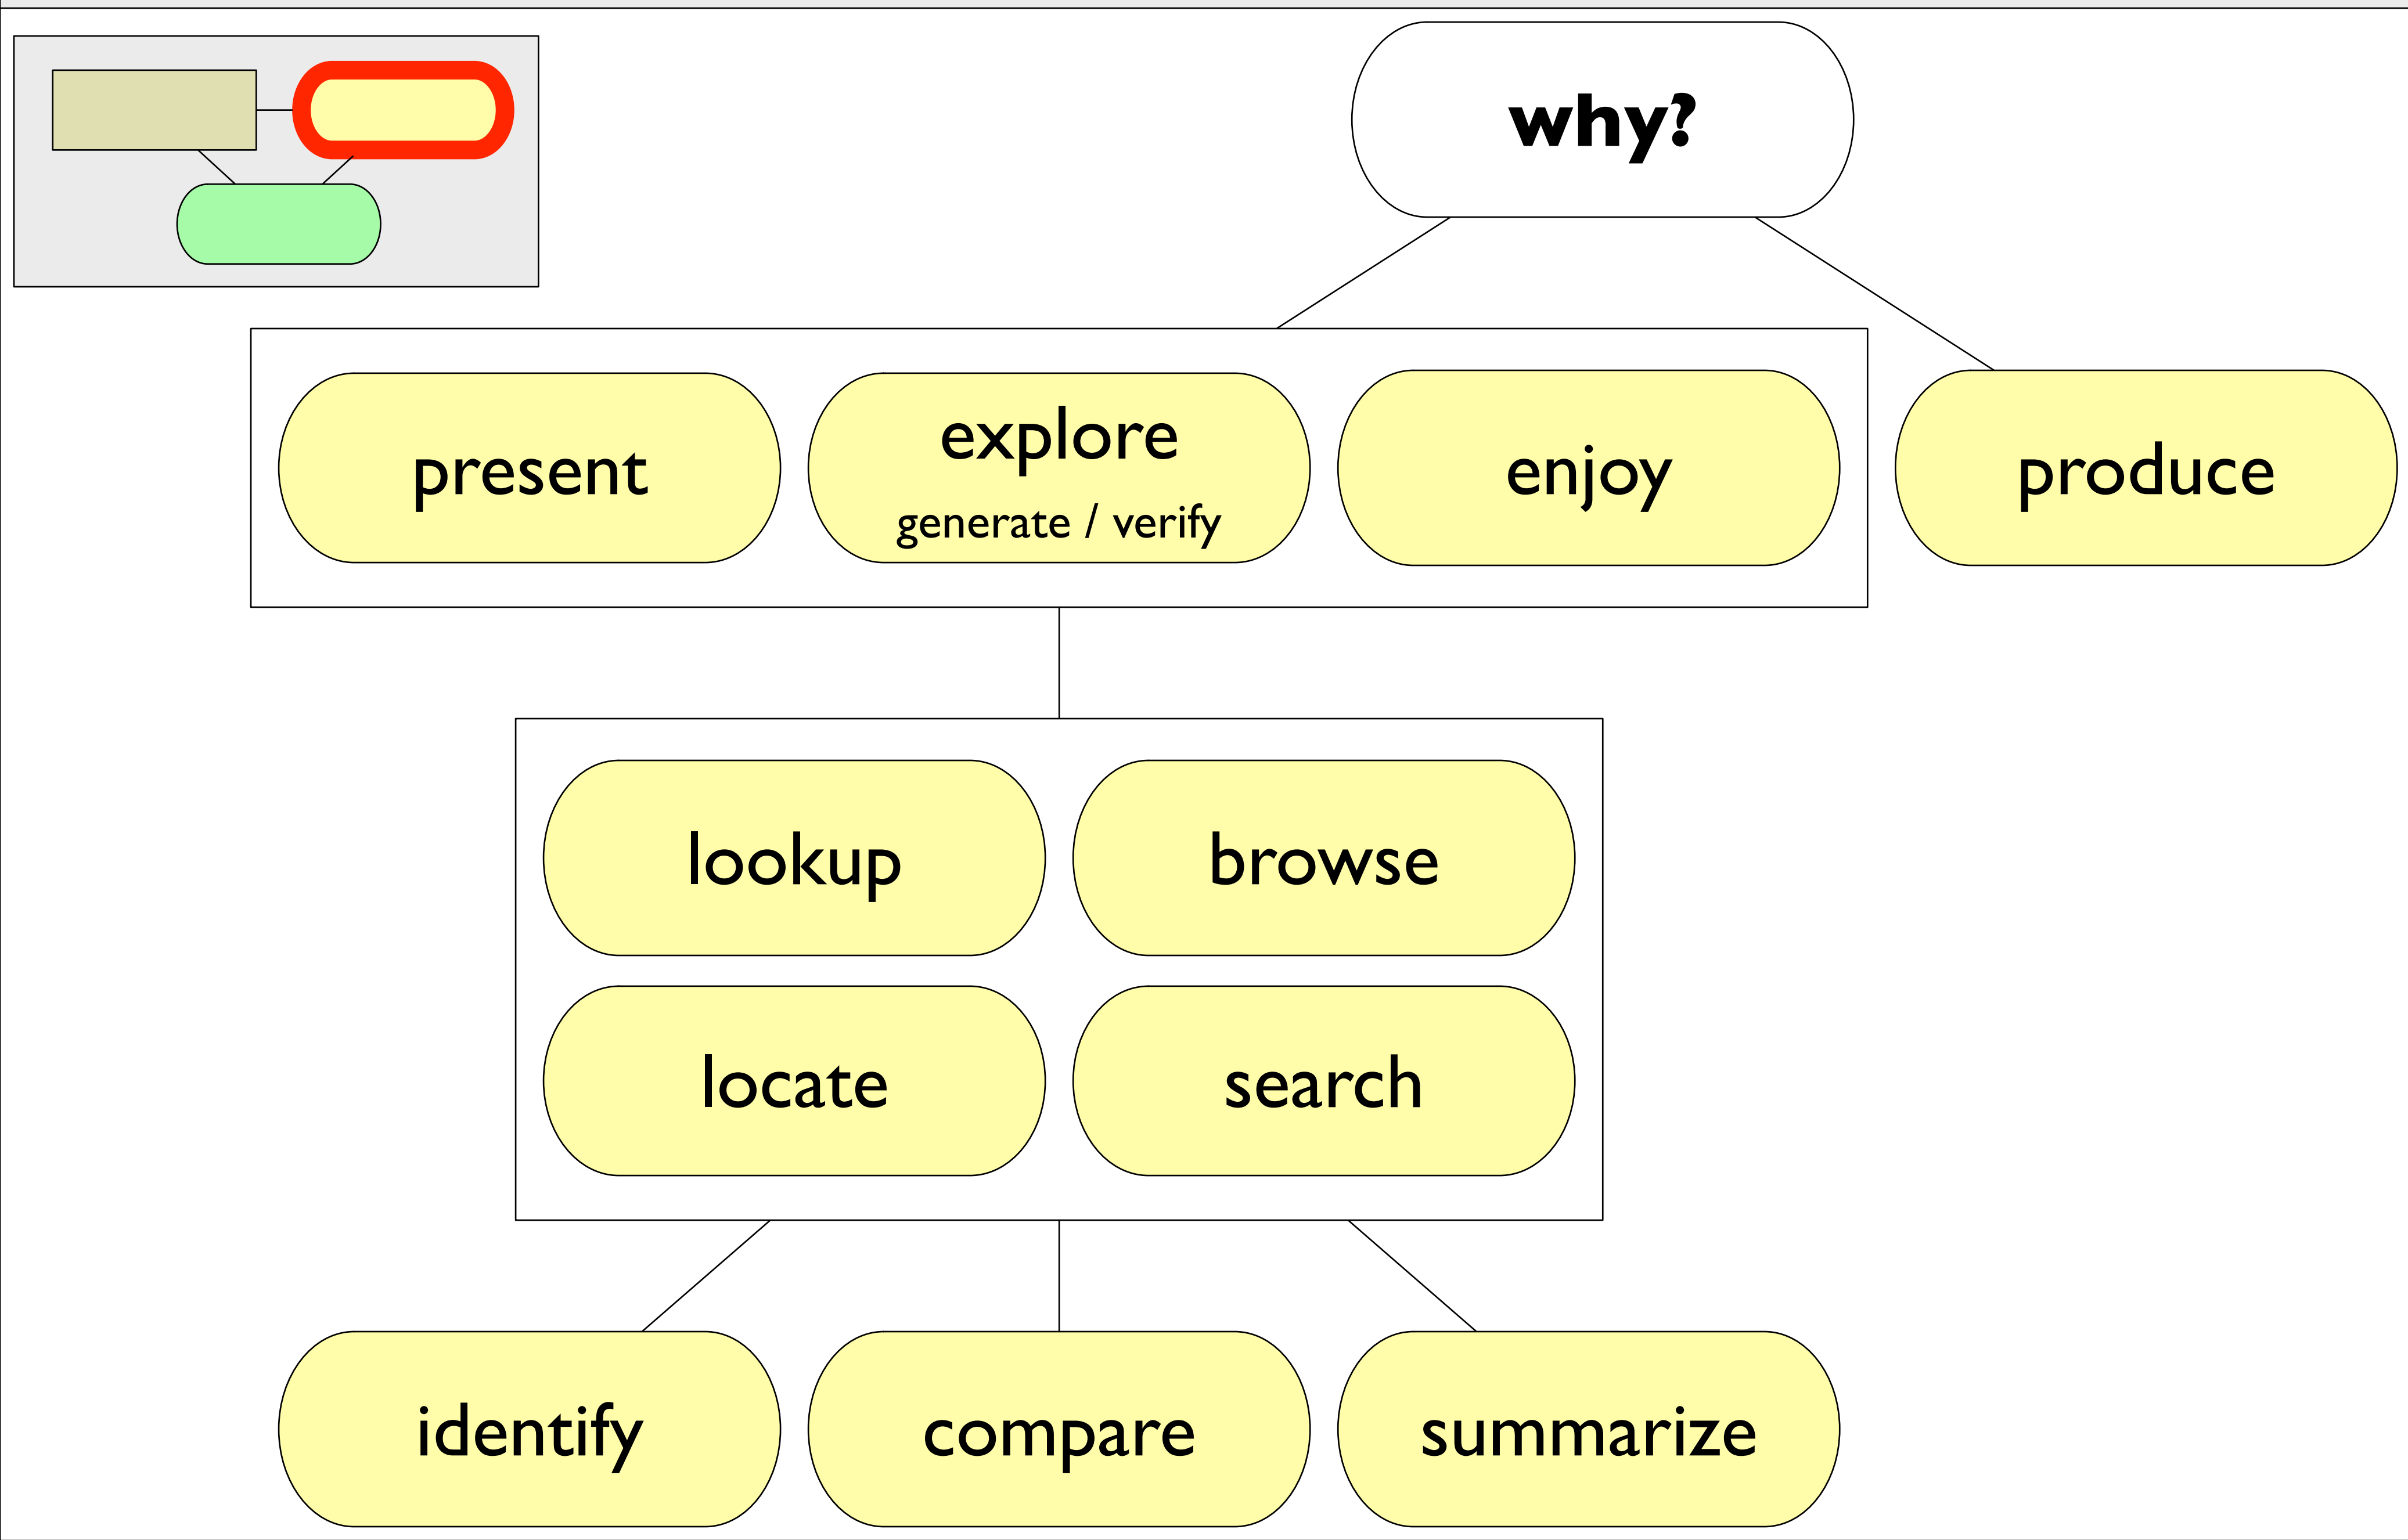 why?
present
explore
generate / verify
enjoy
produce
lookup
browse
locate
search
identify
compare
summarize